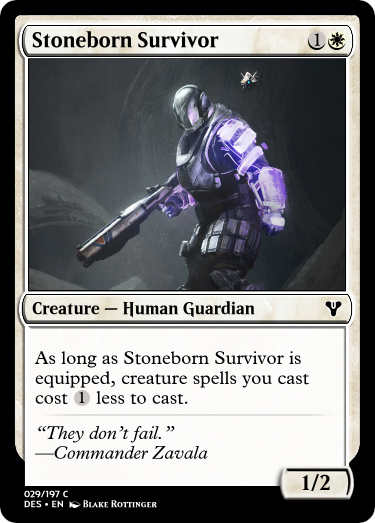 Stoneborn Survivor 1
Creature — Human Guardian
As long as Stoneborn Survivor is
equipped, creature spells you cast
cost 1 less to cast.
“They don’t fail.”
—Commander Zavala
1/2
029/197 C
DES • EN Blake Rottinger